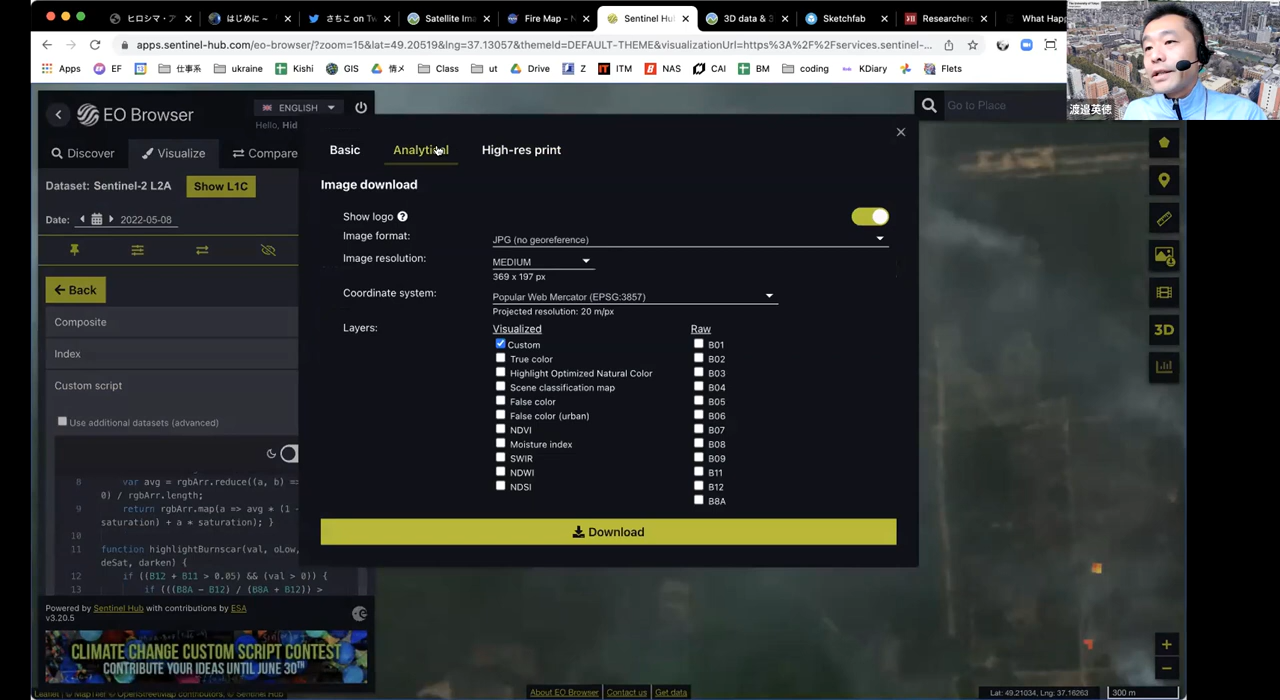 ヒロシマ・ア
はじめに ~
さちこ on Tw
Satellite Ima
Fire Map - N
Sentinel Hu
3D data & 3
Sketchfab
Researchers
What Happ
apps.sentinel-hub.com/eo-browser/?zoom=15&lat=49.20519&lng=37.13057&themeId=DEFAULT-THEME&visualizationUrl=https%3A%2F%2Fservices.sentinel-...
Apps
EF
仕事系
ukraine
Kishi
GIS
情メ
Class
ut
Drive
Z
ITM
NAS
CAI
BM
coding
KDiary
Flets
渡邉英徳
EO Browser
ENGLISH
Hello, Hid
Go to Place
Discover
Visualize
Compare
Dataset: Sentinel-2 L2A
Show L1C
Date:
2022-05-08
Back
Composite
Index
Custom script
Use additional datasets (advanced)
8 var avg = rgbArr.reduce((a, b) =>
0) / rgbArr.length;
9 return rgbArr.map(a => avg * (1 -
saturation) + a * saturation); }
10
11 function highlightBurnscar(val, oLow,
deSat, darken) {
12 if ((B12 + B11 > 0.05) && (val > 0)) {
13 if (((B8A - B12) / (B8A + B12)) >
Powered by Sentinel Hub with contributions by ESA
v3.20.5
CLIMATE CHANGE CUSTOM SCRIPT CONTEST
CONTRIBUTE YOUR IDEAS UNTIL JUNE 30TH
Basic
Analytical
High-res print
Image download
Show logo
Image format:
JPG (no georeference)
Image resolution:
MEDIUM
369 x 197 px
Coordinate system:
Popular Web Mercator (EPSG:3857)
Projected resolution: 20 m/px
Layers:
Visualized
Custom
True color
Highlight Optimized Natural Color
Scene classification map
False color
False color (urban)
NDVI
Moisture index
SWIR
NDWI
NDSI
Raw
B01
B02
B03
B04
B05
B06
B07
B08
B09
B11
B12
B8A
Download
3D
About EO Browser
Contact us
Get data
Lat: 49.21034, Lng: 37.16263
300 m